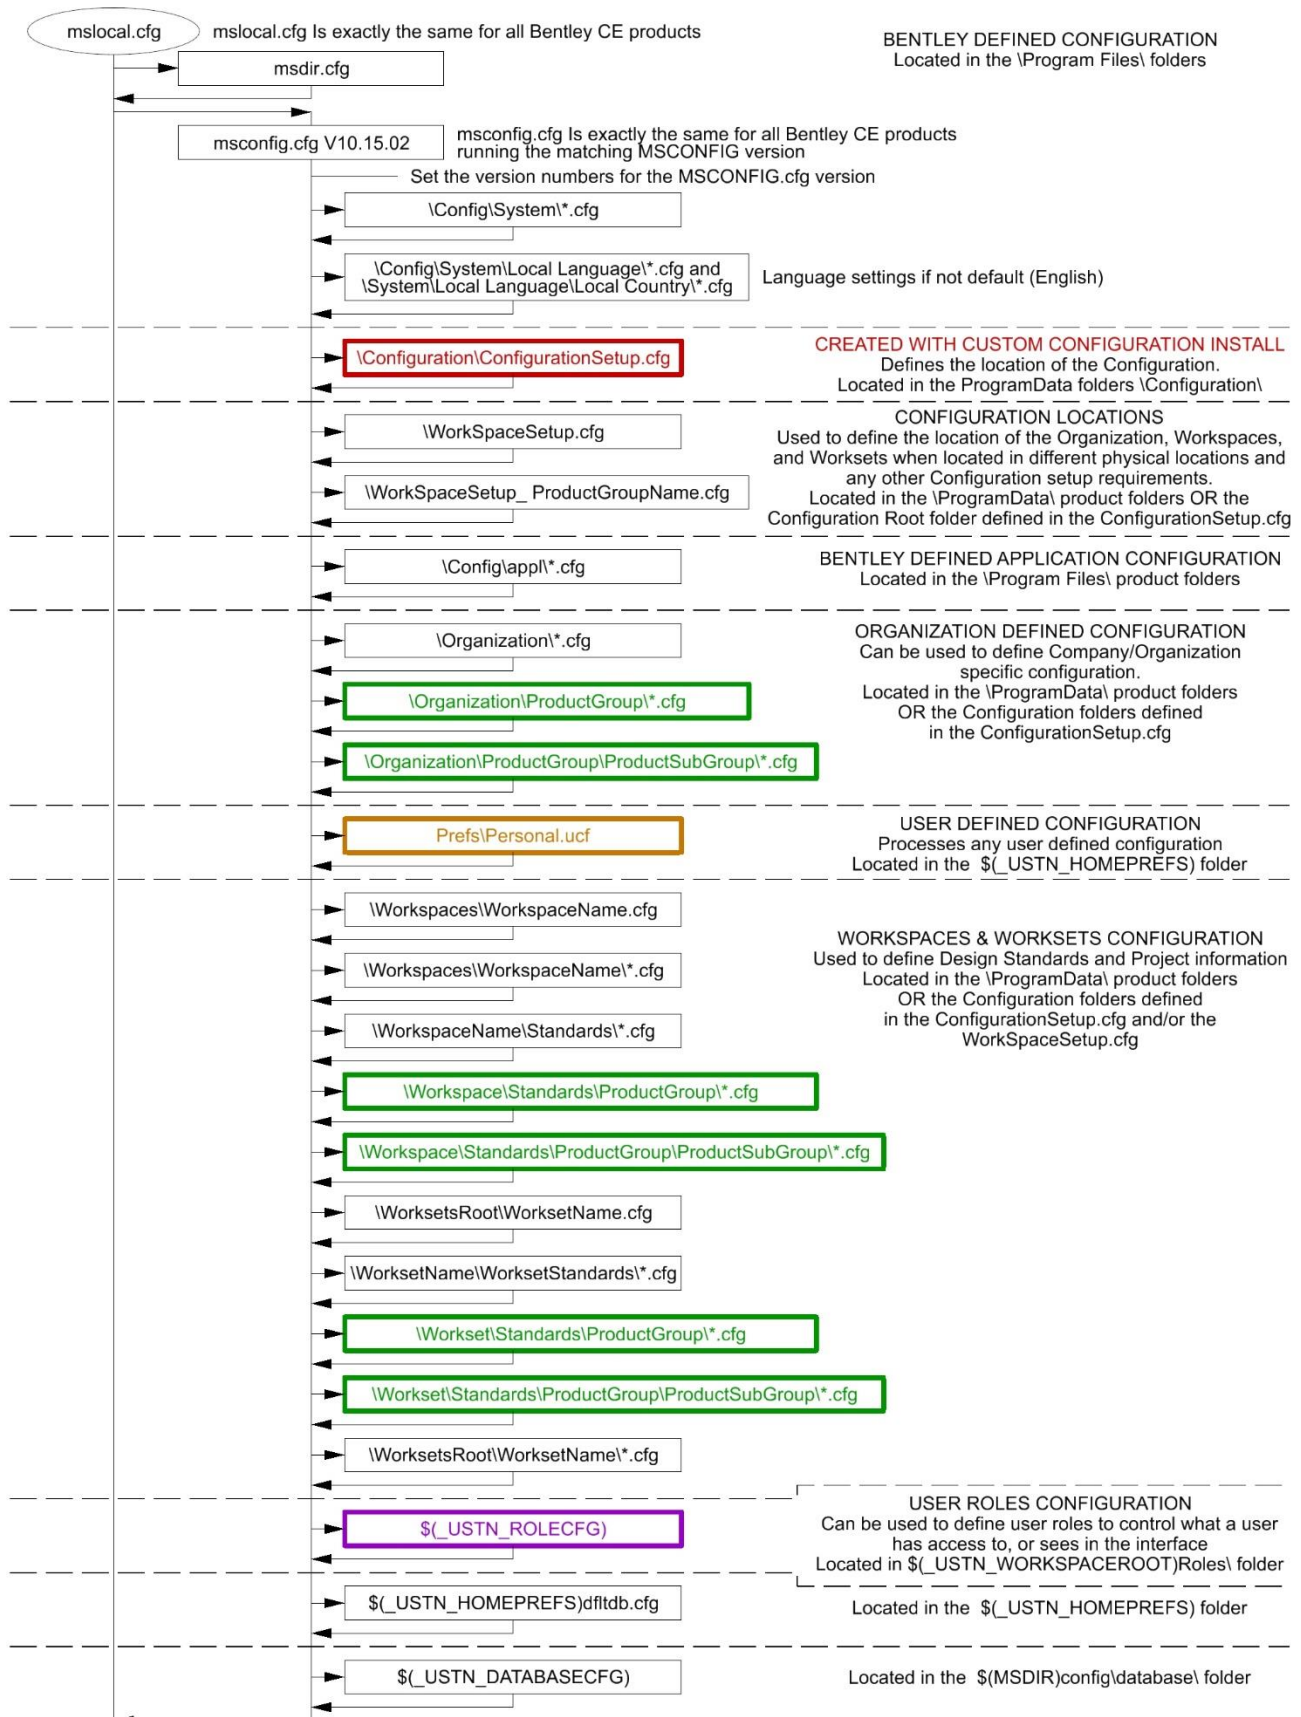 mslocal.cfg
mslocal.cfg Is exactly the same for all Bentley CE products
BENTLEY DEFINED CONFIGURATION
Located in the \Program Files\ folders
msdir.cfg
msconfig.cfg V10.15.02
msconfig.cfg Is exactly the same for all Bentley CE products
running the matching MSCONFIG version
Set the version numbers for the MSCONFIG.cfg version
\Config\System\*.cfg
\Config\System\Local Language\*.cfg and
\System\Local Language\Local Country\*.cfg
Language settings if not default (English)
\Configuration\ConfigurationSetup.cfg
CREATED WITH CUSTOM CONFIGURATION INSTALL
Defines the location of the Configuration.
Located in the ProgramData folders \Configuration\
\WorkSpaceSetup.cfg
\WorkSpaceSetup_ ProductGroupName.cfg
CONFIGURATION LOCATIONS
Used to define the location of the Organization, Workspaces,
and Worksets when located in different physical locations and
any other Configuration setup requirements.
Located in the \ProgramData\ product folders OR the
Configuration Root folder defined in the ConfigurationSetup.cfg
\Config\appl\*.cfg
BENTLEY DEFINED APPLICATION CONFIGURATION
Located in the \Program Files\ product folders
\Organization\*.cfg
\Organization\ProductGroup\*.cfg
\Organization\ProductGroup\ProductSubGroup\*.cfg
ORGANIZATION DEFINED CONFIGURATION
Can be used to define Company/Organization
specific configuration.
Located in the \ProgramData\ product folders
OR the Configuration folders defined
in the ConfigurationSetup.cfg
Prefs\Personal.ucf
USER DEFINED CONFIGURATION
Processes any user defined configuration
Located in the $(_USTN_HOMEPREFS) folder
\Workspaces\WorkspaceName.cfg
\Workspaces\WorkspaceName\*.cfg
\WorkspaceName\Standards\*.cfg
\Workspace\Standards\ProductGroup\*.cfg
\Workspace\Standards\ProductGroup\ProductSubGroup\*.cfg
\WorksetsRoot\WorksetName.cfg
\WorksetName\WorksetStandards\*.cfg
\Workset\Standards\ProductGroup\*.cfg
\Workset\Standards\ProductGroup\ProductSubGroup\*.cfg
\WorksetsRoot\WorksetName\*.cfg
WORKSPACES & WORKSETS CONFIGURATION
Used to define Design Standards and Project information
Located in the \ProgramData\ product folders
OR the Configuration folders defined
in the ConfigurationSetup.cfg and/or the
WorkSpaceSetup.cfg
$(_USTN_ROLECFG)
USER ROLES CONFIGURATION
Can be used to define user roles to control what a user
has access to, or sees in the interface
Located in $(_USTN_WORKSPACEROOT)Roles\ folder
$(_USTN_HOMEPREFS)dfltdb.cfg
Located in the $(_USTN_HOMEPREFS) folder
$(_USTN_DATABASECFG)
Located in the $(MSDIR)config\database\ folder